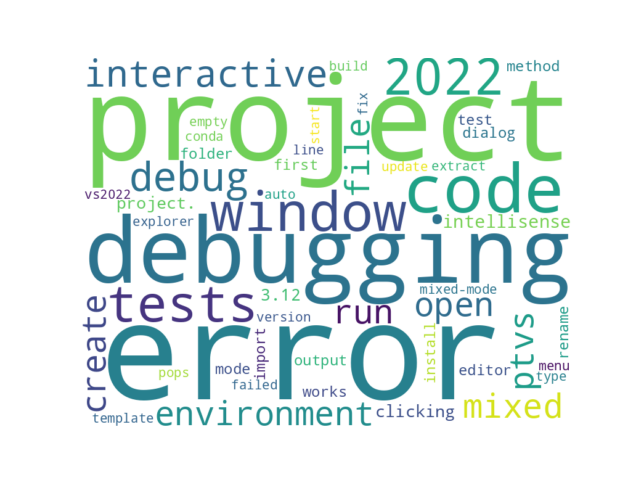 build
interactive
2022
method
project
empty
fix
start
test
conda
line
dialog
folder
file
first
update
extract
debug
vs2022
auto
code
project.
window
intellisense
explorer
debugging
mixed-mode
3.12
tests
run
open
create
version
ptvs
rename
error
import
output
install
mode
editor
menu
pops
failed
works
type
template
environment
clicking
mixed